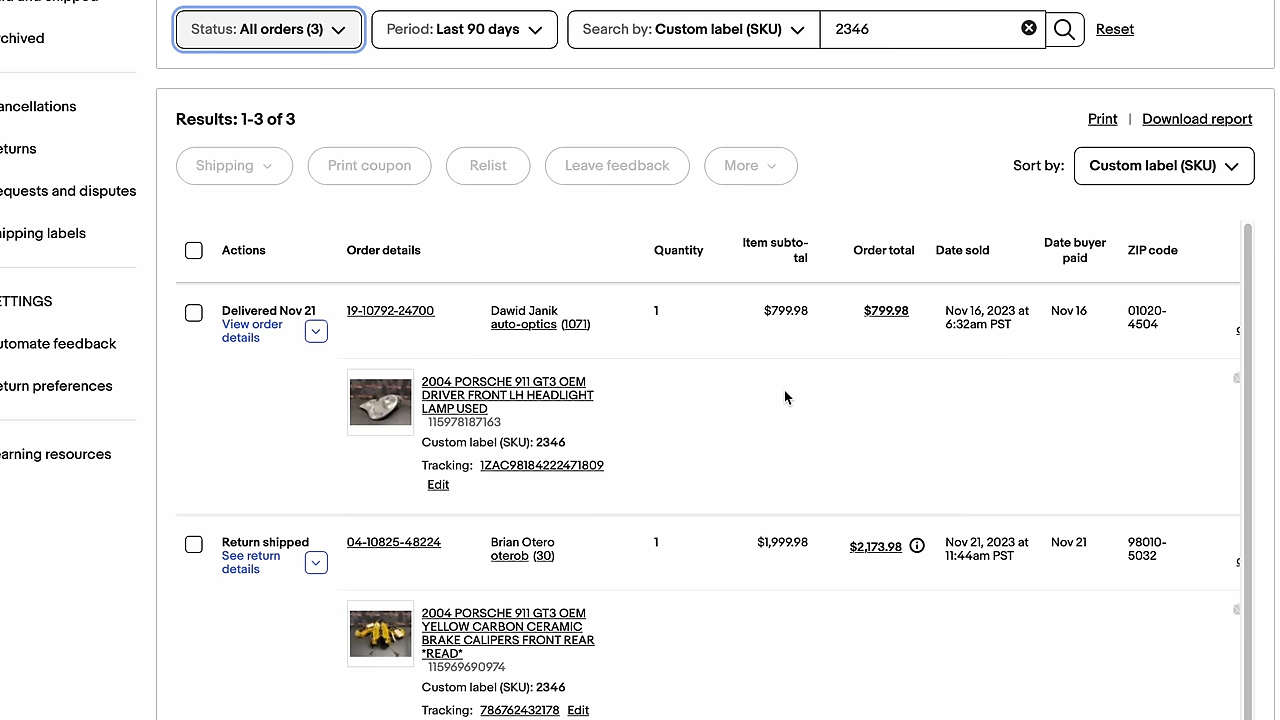 Status: All orders (3)
Period: Last 90 days
Search by: Custom label (SKU)
2346
Reset
rchived
ancellations
eturns
equests and disputes
hipping labels
ETTINGS
utomate feedback
eturn preferences
earning resources
Results: 1-3 of 3
Print | Download report
Shipping
Print coupon
Relist
Leave feedback
More
Sort by: Custom label (SKU)
Actions
Order details
Quantity
Item subto-
tal
Order total
Date sold
Date buyer
paid
ZIP code
Delivered Nov 21
View order
details
19-10792-24700
Dawid Janik
auto-optics (1071)
1
$799.98
$799.98
Nov 16, 2023 at
6:32am PST
Nov 16
01020-
4504
2004 PORSCHE 911 GT3 OEM
DRIVER FRONT LH HEADLIGHT
LAMP USED
115978187163
Custom label (SKU): 2346
Tracking: 1ZAC98184222471809
Edit
Return shipped
See return
details
04-10825-48224
Brian Otero
oterob (30)
1
$1,999.98
$2,173.98
Nov 21, 2023 at
11:44am PST
Nov 21
98010-
5032
2004 PORSCHE 911 GT3 OEM
YELLOW CARBON CERAMIC
BRAKE CALIPERS FRONT REAR
*READ*
115969690974
Custom label (SKU): 2346
Tracking: 786762432178 Edit